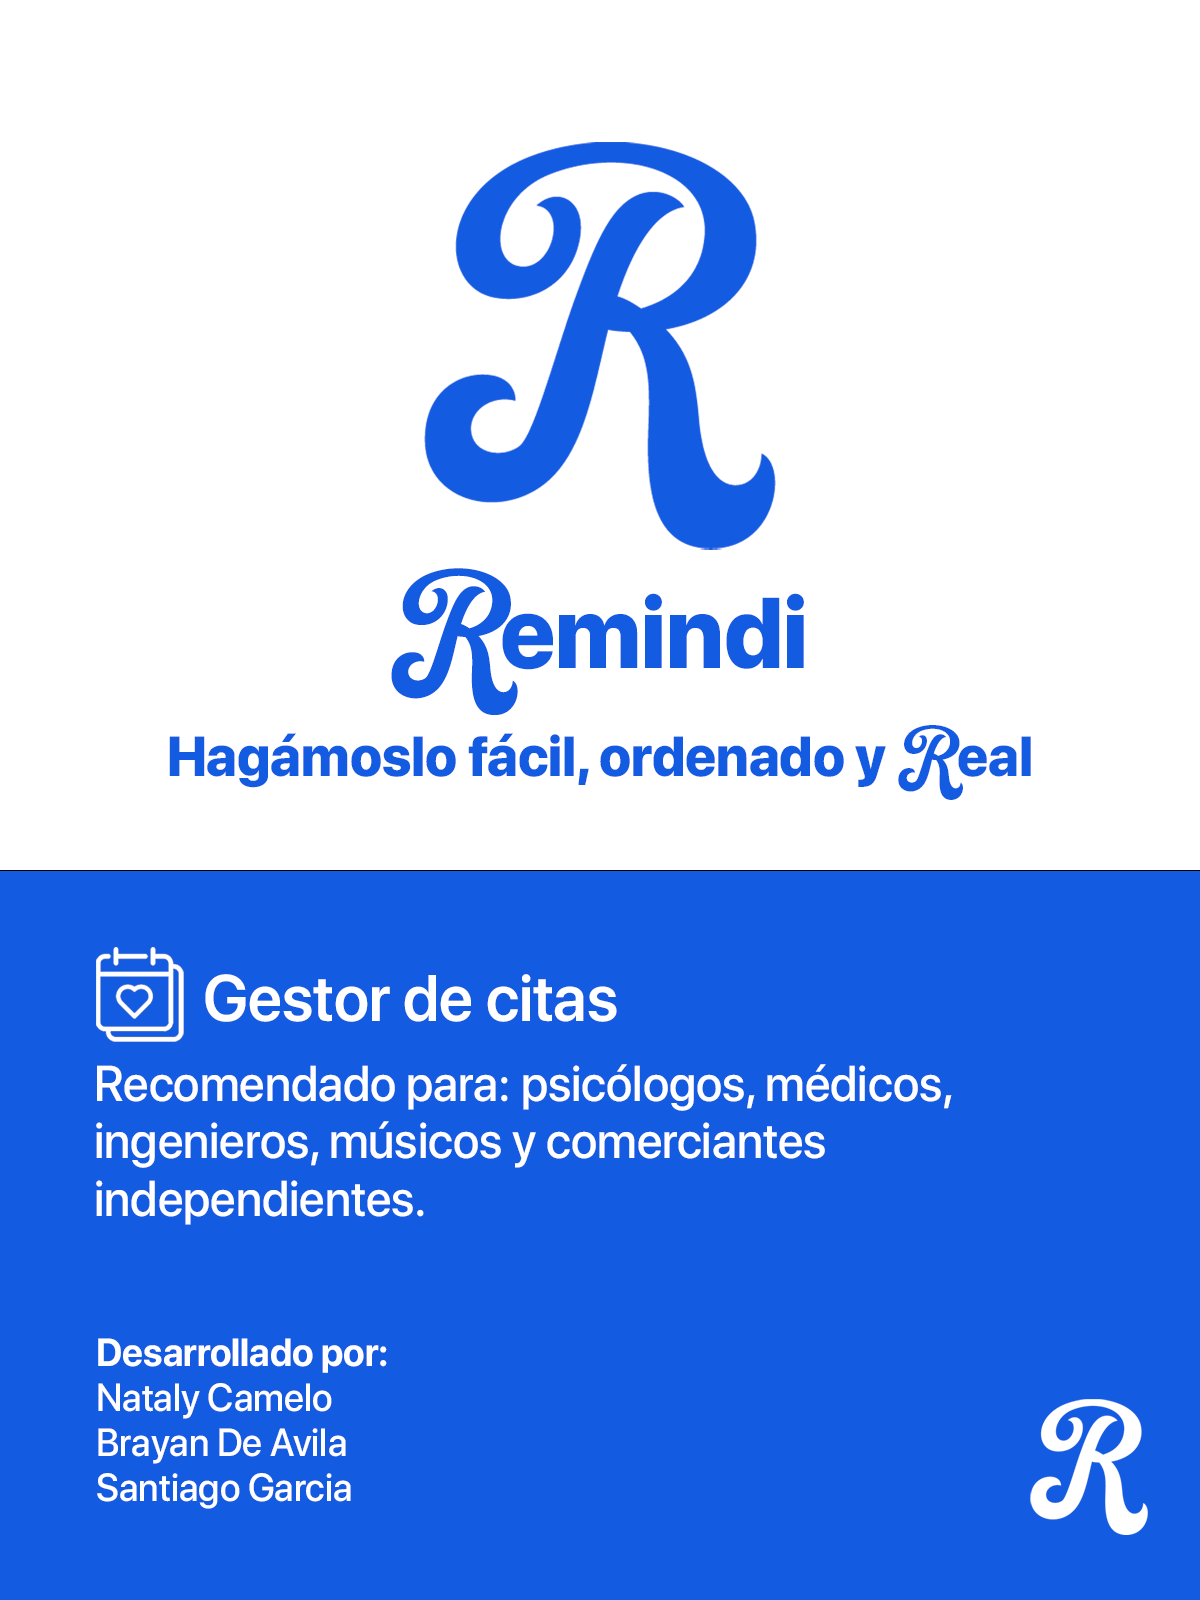 R
Remindi
Hagámoslo fácil, ordenado y Real
Gestor de citas
Recomendado para: psicólogos, médicos,
ingenieros, músicos y comerciantes
independientes.
Desarrollado por:
Nataly Camelo
Brayan De Avila
Santiago Garcia
R